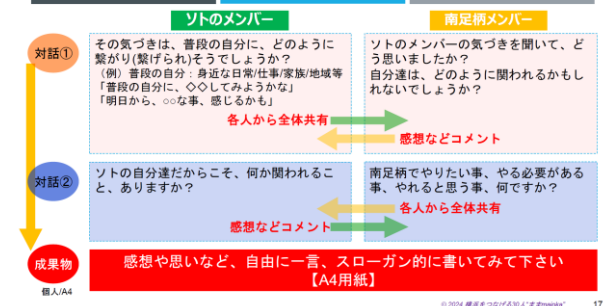 ソトのメンバー
南足柄メンバー
対話①
その気づきは、普段の自分に、どのように
繋がり(繋げられ)そうでしょうか？
（例）普段の自分：身近な日常/仕事/家族/地域等
「普段の自分に、◇◇してみようかな」
「明日から、○○な事、感じるかも」
各人から全体共有
ソトのメンバーの気づきを聞いて、ど
う思いましたか？
自分達は、どのように関われるかもし
れないでしょうか？
感想などコメント
対話②
ソトの自分達だからこそ、何か関われるこ
と、ありますか？
感想などコメント
南足柄でやりたい事、やる必要がある
事、やれると思う事、何ですか？
各人から全体共有
成果物
個人/A4
感想や思いなど、自由に一言、スローガン的に書いてみて下さい
【A4用紙】
© 2024 横浜をつなげる30人
17